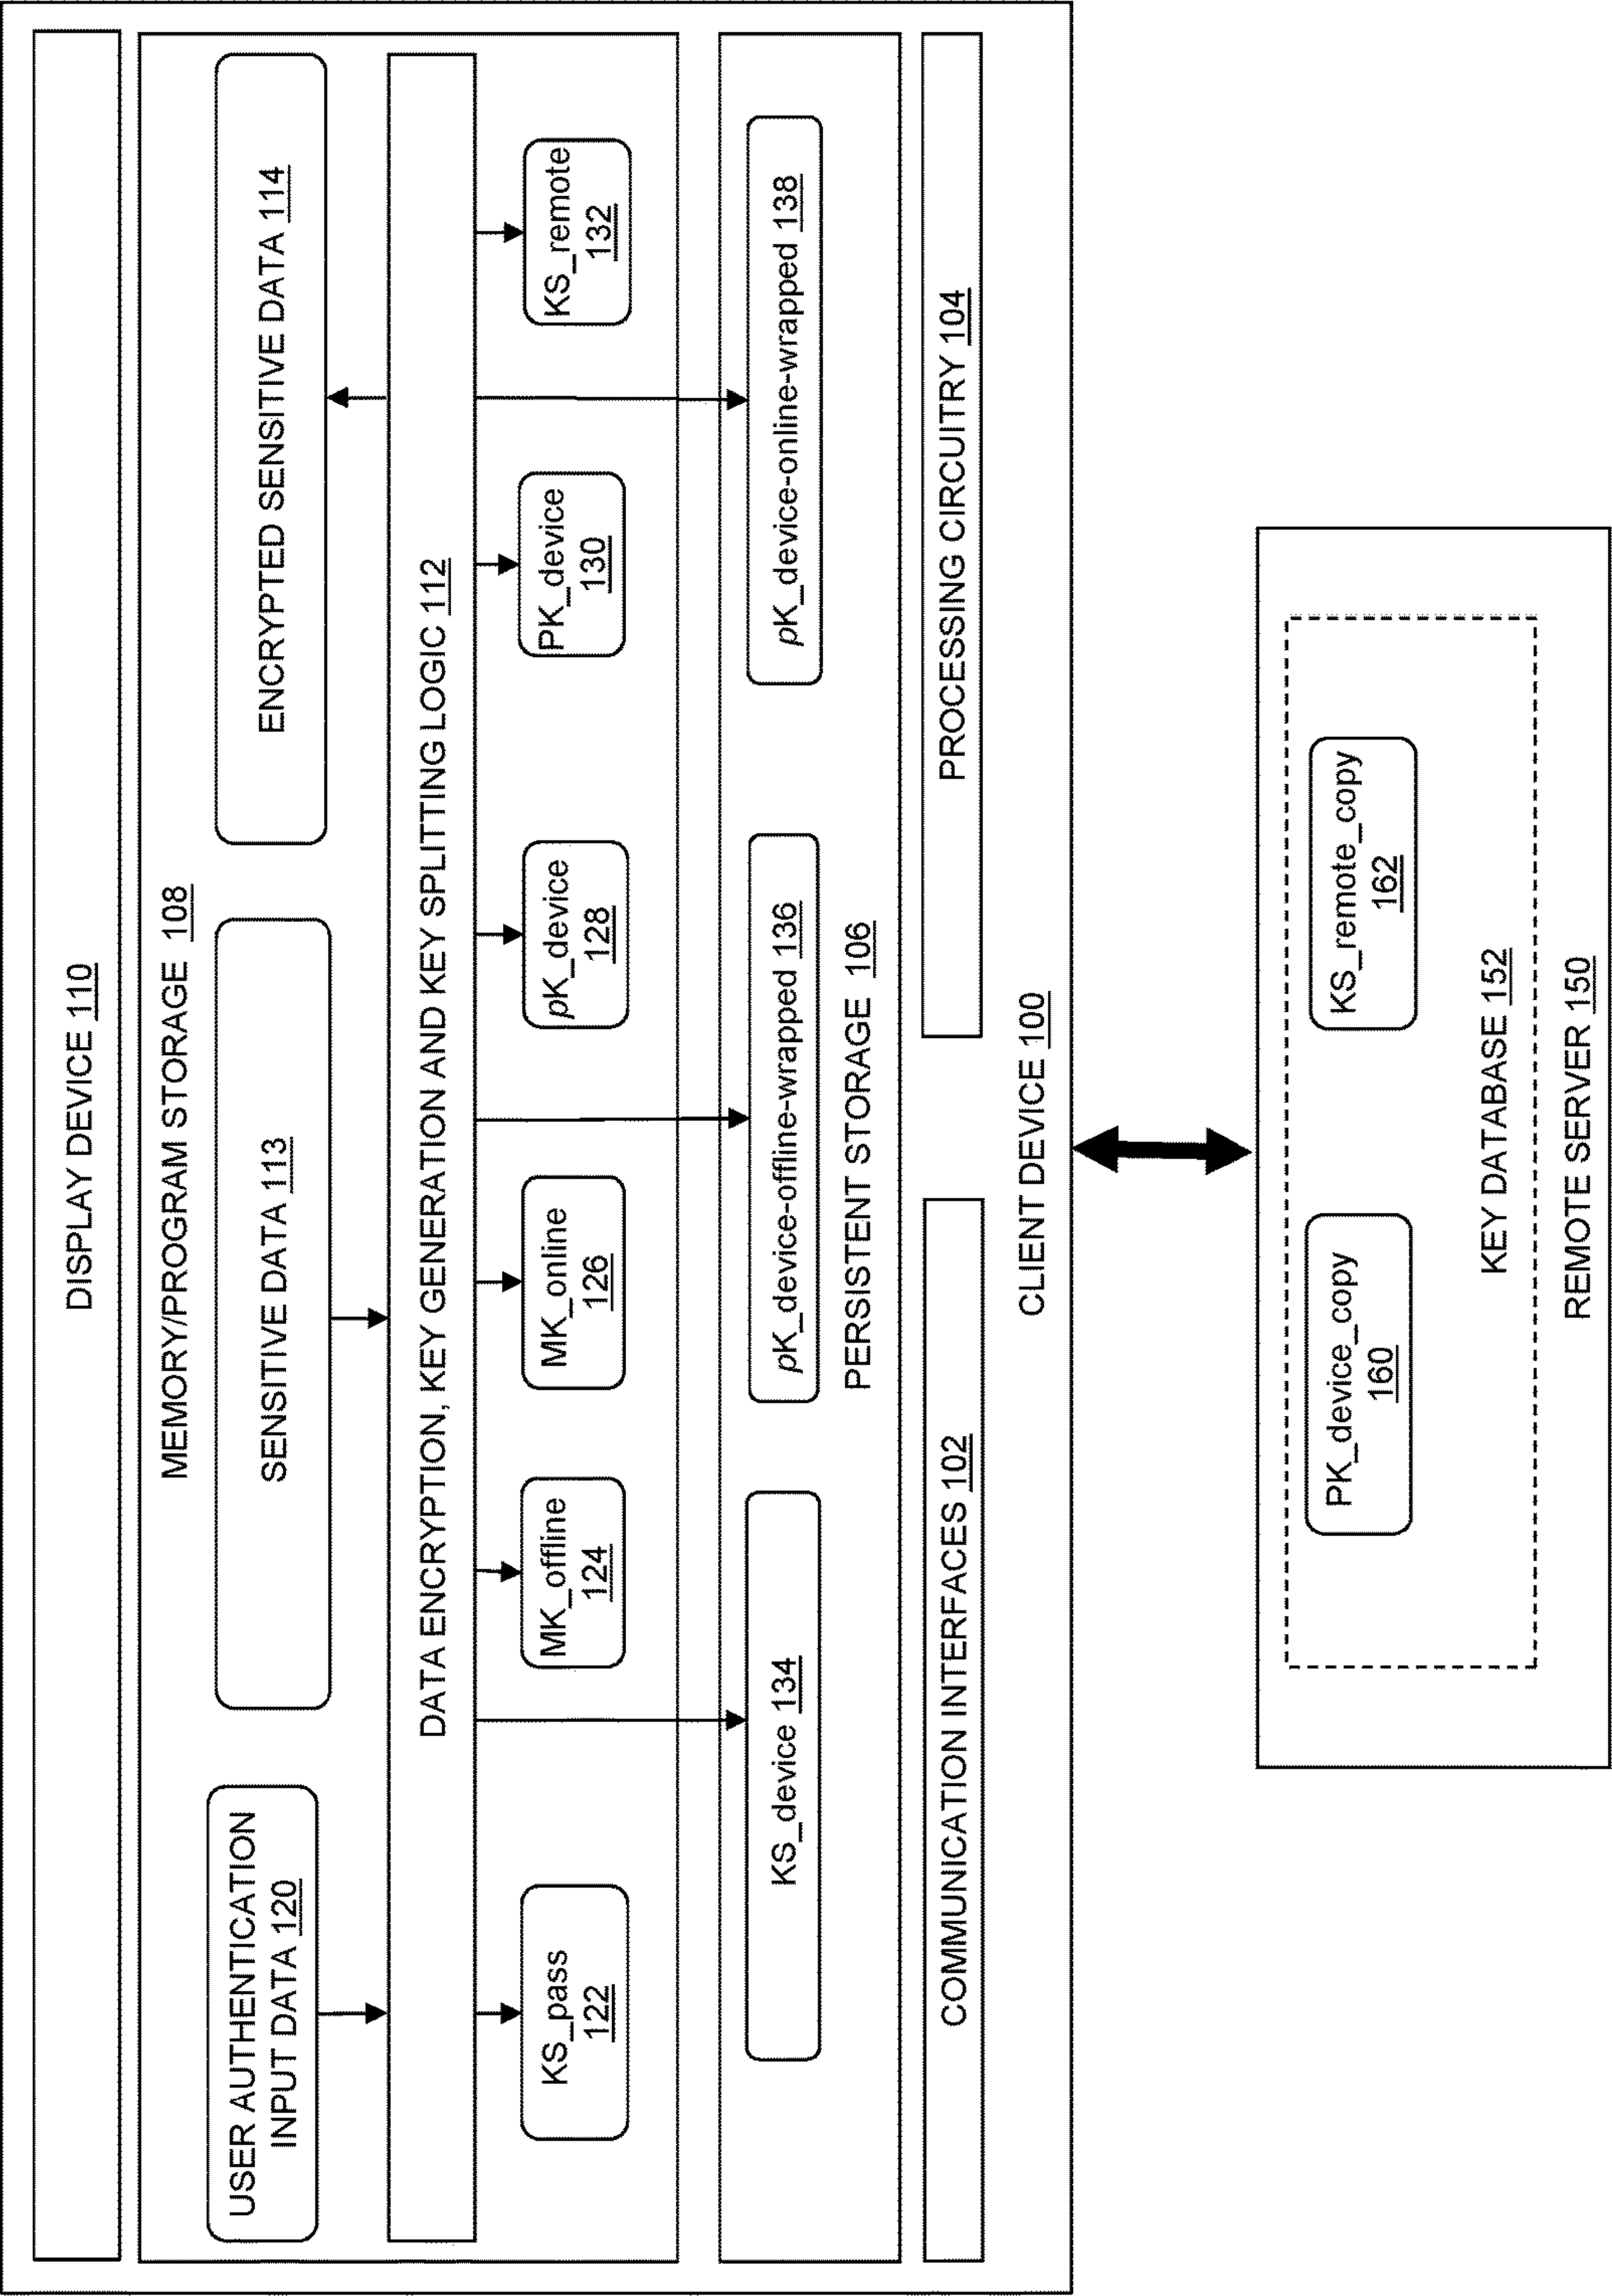 DISPLAY DEVICE 110
MEMORY/PROGRAM STORAGE 108
USER AUTHENTICATION
INPUT DATA 120
SENSITIVE DATA 113
ENCRYPTED SENSITIVE DATA 114
DATA ENCRYPTION, KEY GENERATION AND KEY SPLITTING LOGIC 112
KS_pass
122
MK_offline
124
MK_online
126
pK_device
128
PK_device
130
KS_remote
132
KS_device 134
pK_device-offline-wrapped 136
pK_device-online-wrapped 138
PERSISTENT STORAGE 106
COMMUNICATION INTERFACES 102
PROCESSING CIRCUITRY 104
CLIENT DEVICE 100
PK_device_copy
160
KS_remote_copy
162
KEY DATABASE 152
REMOTE SERVER 150